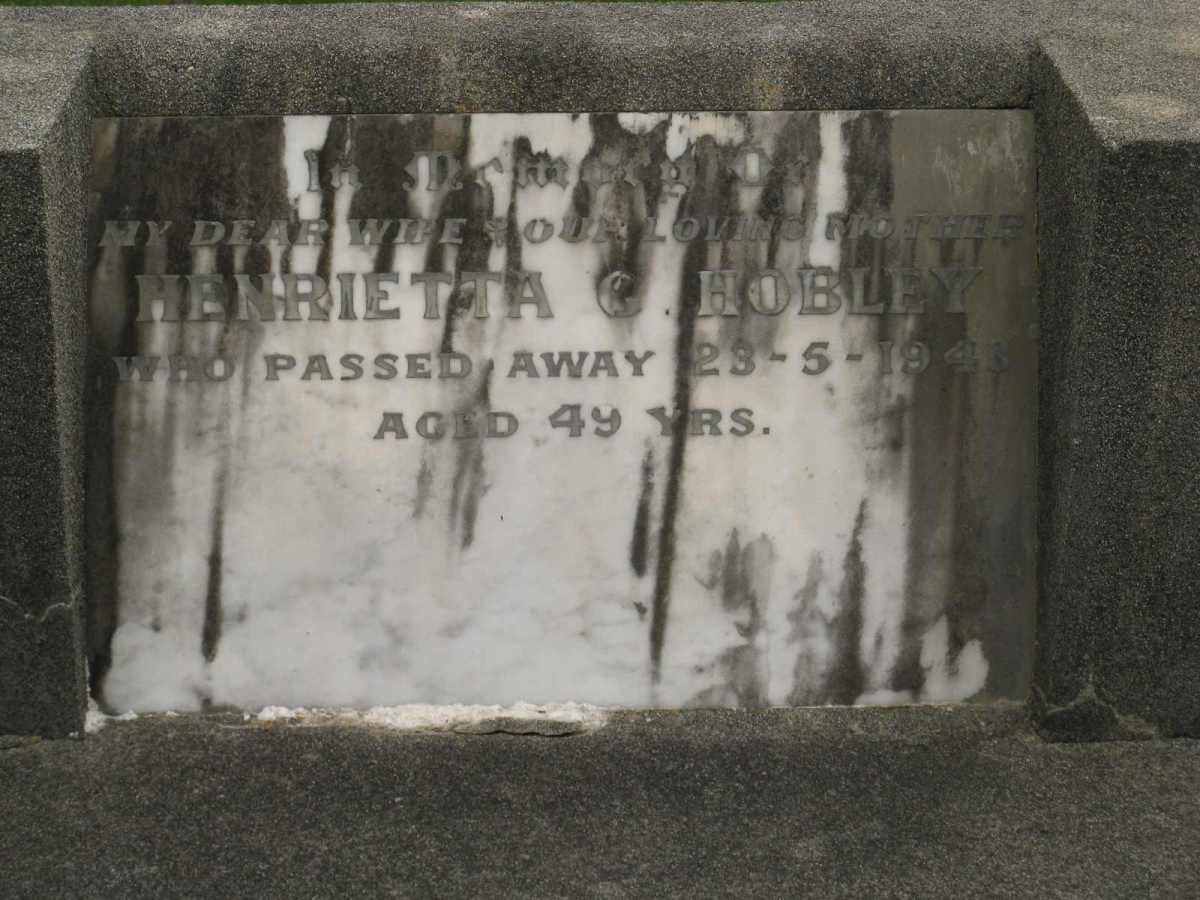 In Memory Of
MY DEAR WIFE & OUR LOVING MOTHER
HENRIETTA HOBLEY
WHO PASSED AWAY
AGED 49 YRS.